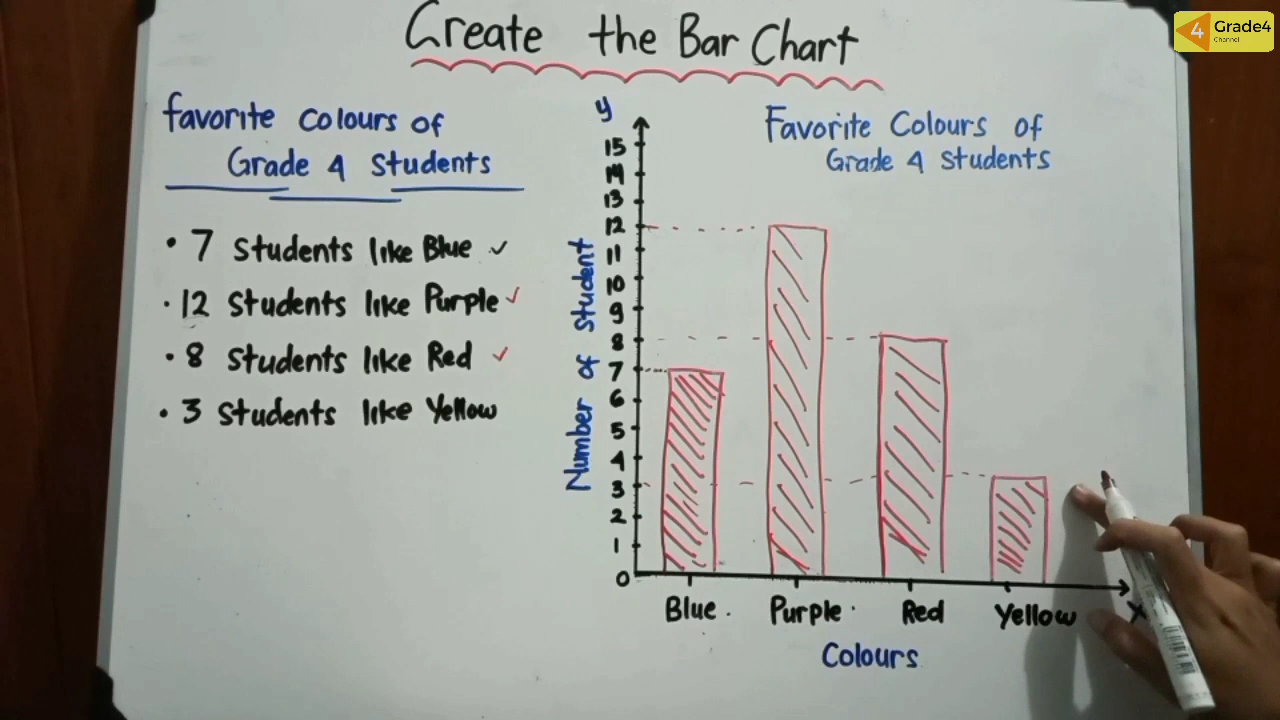 Create the Bar Chart
4 Grade4
Channel
favorite Colours of
Grade 4 Students
• 7 Students like Blue ✓
• 12 Students like Purple ✓
• 8 Students like Red ✓
• 3 Students like Yellow
Favorite Colours of
Grade 4 Students
y
Number of Student
15
14
13
12
11
10
9
8
7
6
5
4
3
2
1
0
Blue. Purple. Red Yellow X
Colours